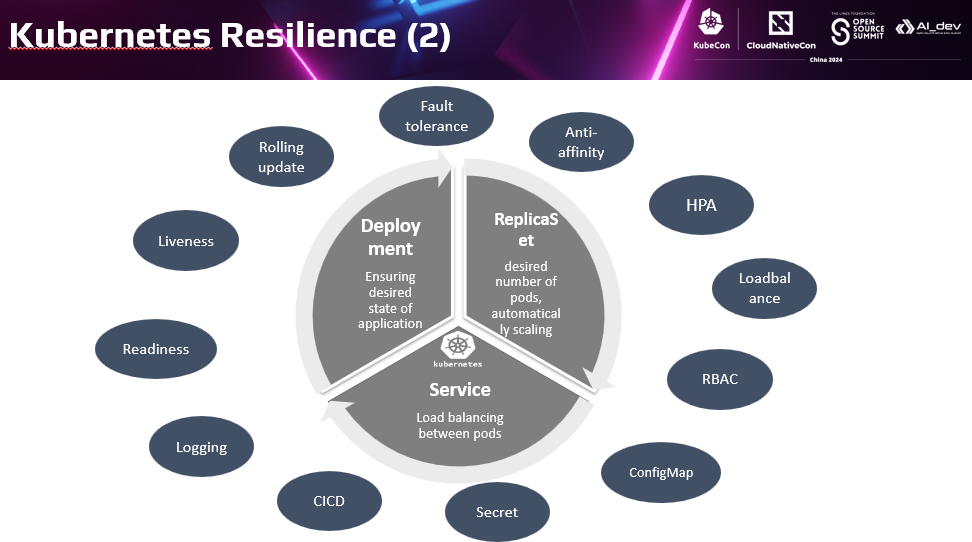 Kubernetes Resilience (2)
KubeCon
CloudNativeCon
THE LINUX FOUNDATION
OPEN
SOURCE
SUMMIT
AI_dev
China 2024
Fault
tolerance
Anti-
affinity
Rolling
update
HPA
Liveness
Loadbal
ance
Readiness
RBAC
Logging
ConfigMap
CICD
Secret
Deploy
ment
Ensuring
desired
state of
application
ReplicaS
et
desired
number of
pods,
automatical
ly scaling
kubernetes
Service
Load balancing
between pods